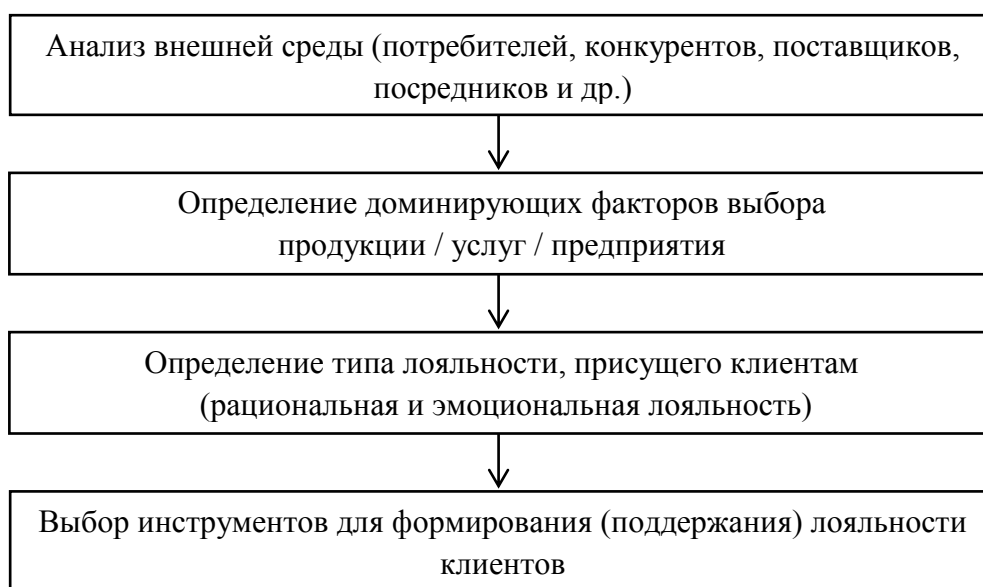 Анализ внешней среды (потребителей, конкурентов, поставщиков,
посредников и др.)
Определение доминирующих факторов выбора
продукции / услуг / предприятия
Определение типа лояльности, присущего клиентам
(рациональная и эмоциональная лояльность)
Выбор инструментов для формирования (поддержания) лояльности
клиентов